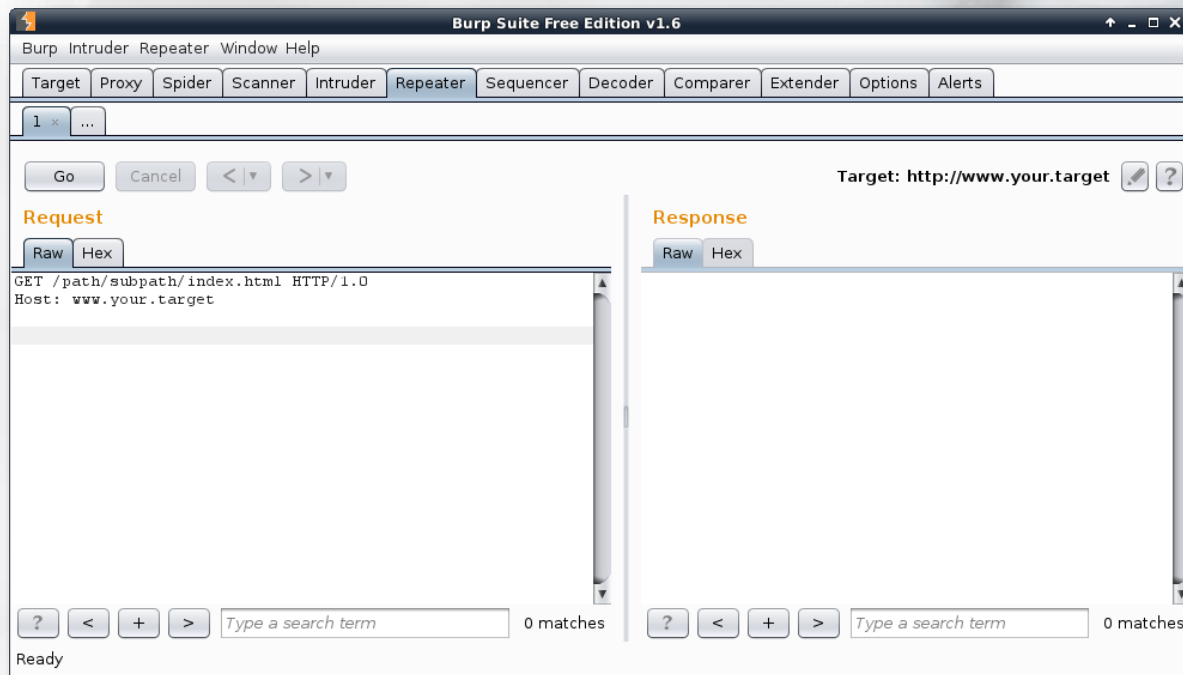 Burp Suite Free Edition v1.6
Burp Intruder Repeater Window Help
Target Proxy Spider Scanner Intruder Repeater Sequencer Decoder Comparer Extender Options Alerts
1 × ...
Go Cancel < > Target: http://www.your.target ?
Request
Raw Hex
GET /path/subpath/index.html HTTP/1.0
Host: www.your.target
? < + > Type a search term 0 matches
Response
Raw Hex
? < + > Type a search term 0 matches
Ready